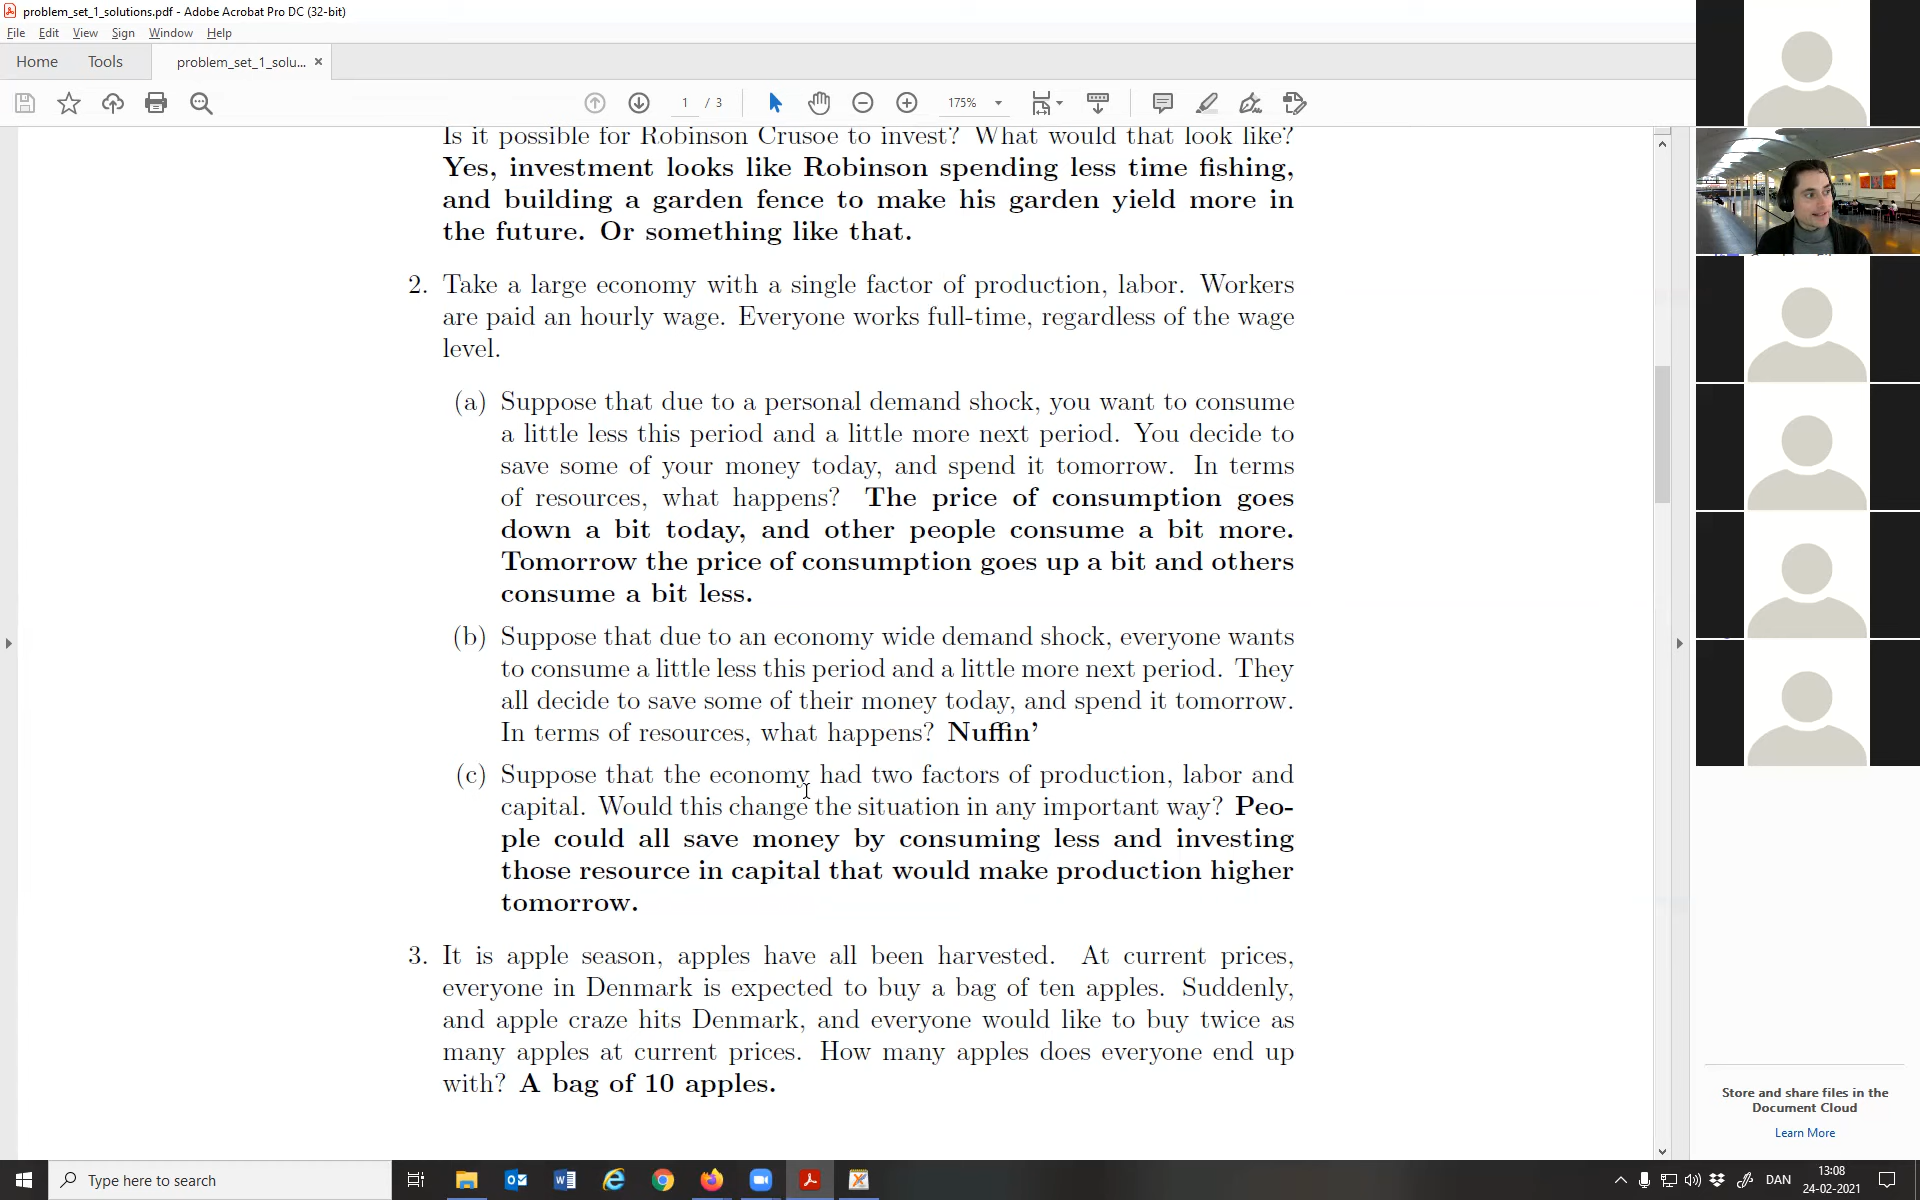 problem_set_1_solutions.pdf - Adobe Acrobat Pro DC (32-bit)
File Edit View Sign Window Help
Home Tools problem_set_1_solu... ×
1 / 3 175%
Is it possible for Robinson Crusoe to invest? What would that look like?
Yes, investment looks like Robinson spending less time fishing,
and building a garden fence to make his garden yield more in
the future. Or something like that.
2. Take a large economy with a single factor of production, labor. Workers
are paid an hourly wage. Everyone works full-time, regardless of the wage
level.
(a) Suppose that due to a personal demand shock, you want to consume
a little less this period and a little more next period. You decide to
save some of your money today, and spend it tomorrow. In terms
of resources, what happens? The price of consumption goes
down a bit today, and other people consume a bit more.
Tomorrow the price of consumption goes up a bit and others
consume a bit less.
(b) Suppose that due to an economy wide demand shock, everyone wants
to consume a little less this period and a little more next period. They
all decide to save some of their money today, and spend it tomorrow.
In terms of resources, what happens? Nuffin’
(c) Suppose that the economy had two factors of production, labor and
capital. Would this change the situation in any important way? Peo-
ple could all save money by consuming less and investing
those resource in capital that would make production higher
tomorrow.
3. It is apple season, apples have all been harvested. At current prices,
everyone in Denmark is expected to buy a bag of ten apples. Suddenly,
and apple craze hits Denmark, and everyone would like to buy twice as
many apples at current prices. How many apples does everyone end up
with? A bag of 10 apples.
Store and share files in the
Document Cloud
Learn More
Type here to search
DAN
13:08
24-02-2021